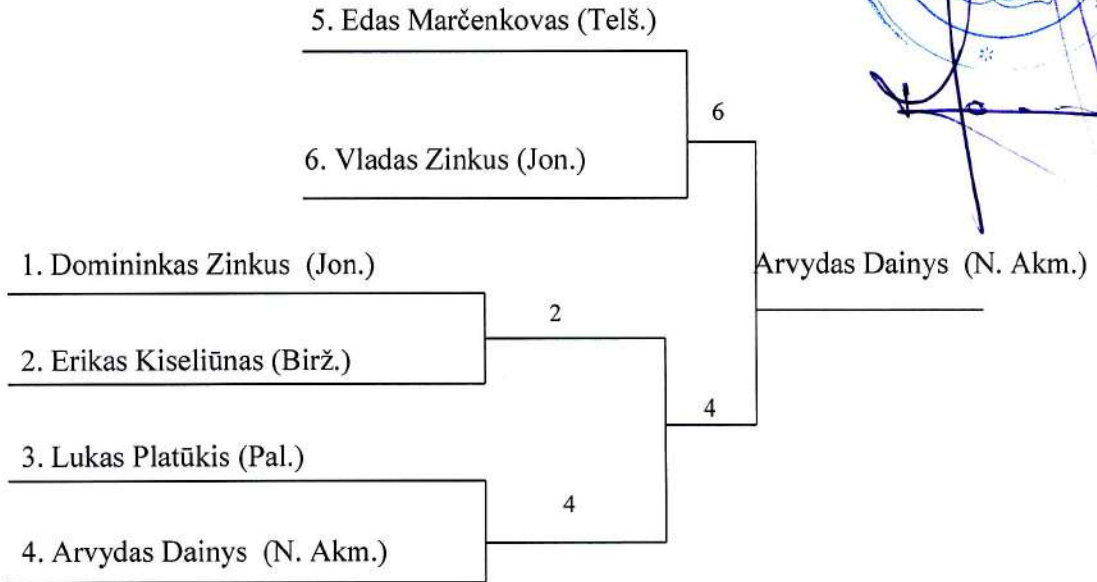 5. Edas Marčenkovas (Telš.)
6
6. Vladas Zinkus (Jon.)
1. Domininkas Zinkus (Jon.)
Arvydas Dainys (N. Akm.)
2
2. Erikas Kiseliūnas (Birž.)
4
3. Lukas Platūkis (Pal.)
4
4. Arvydas Dainys (N. Akm.)